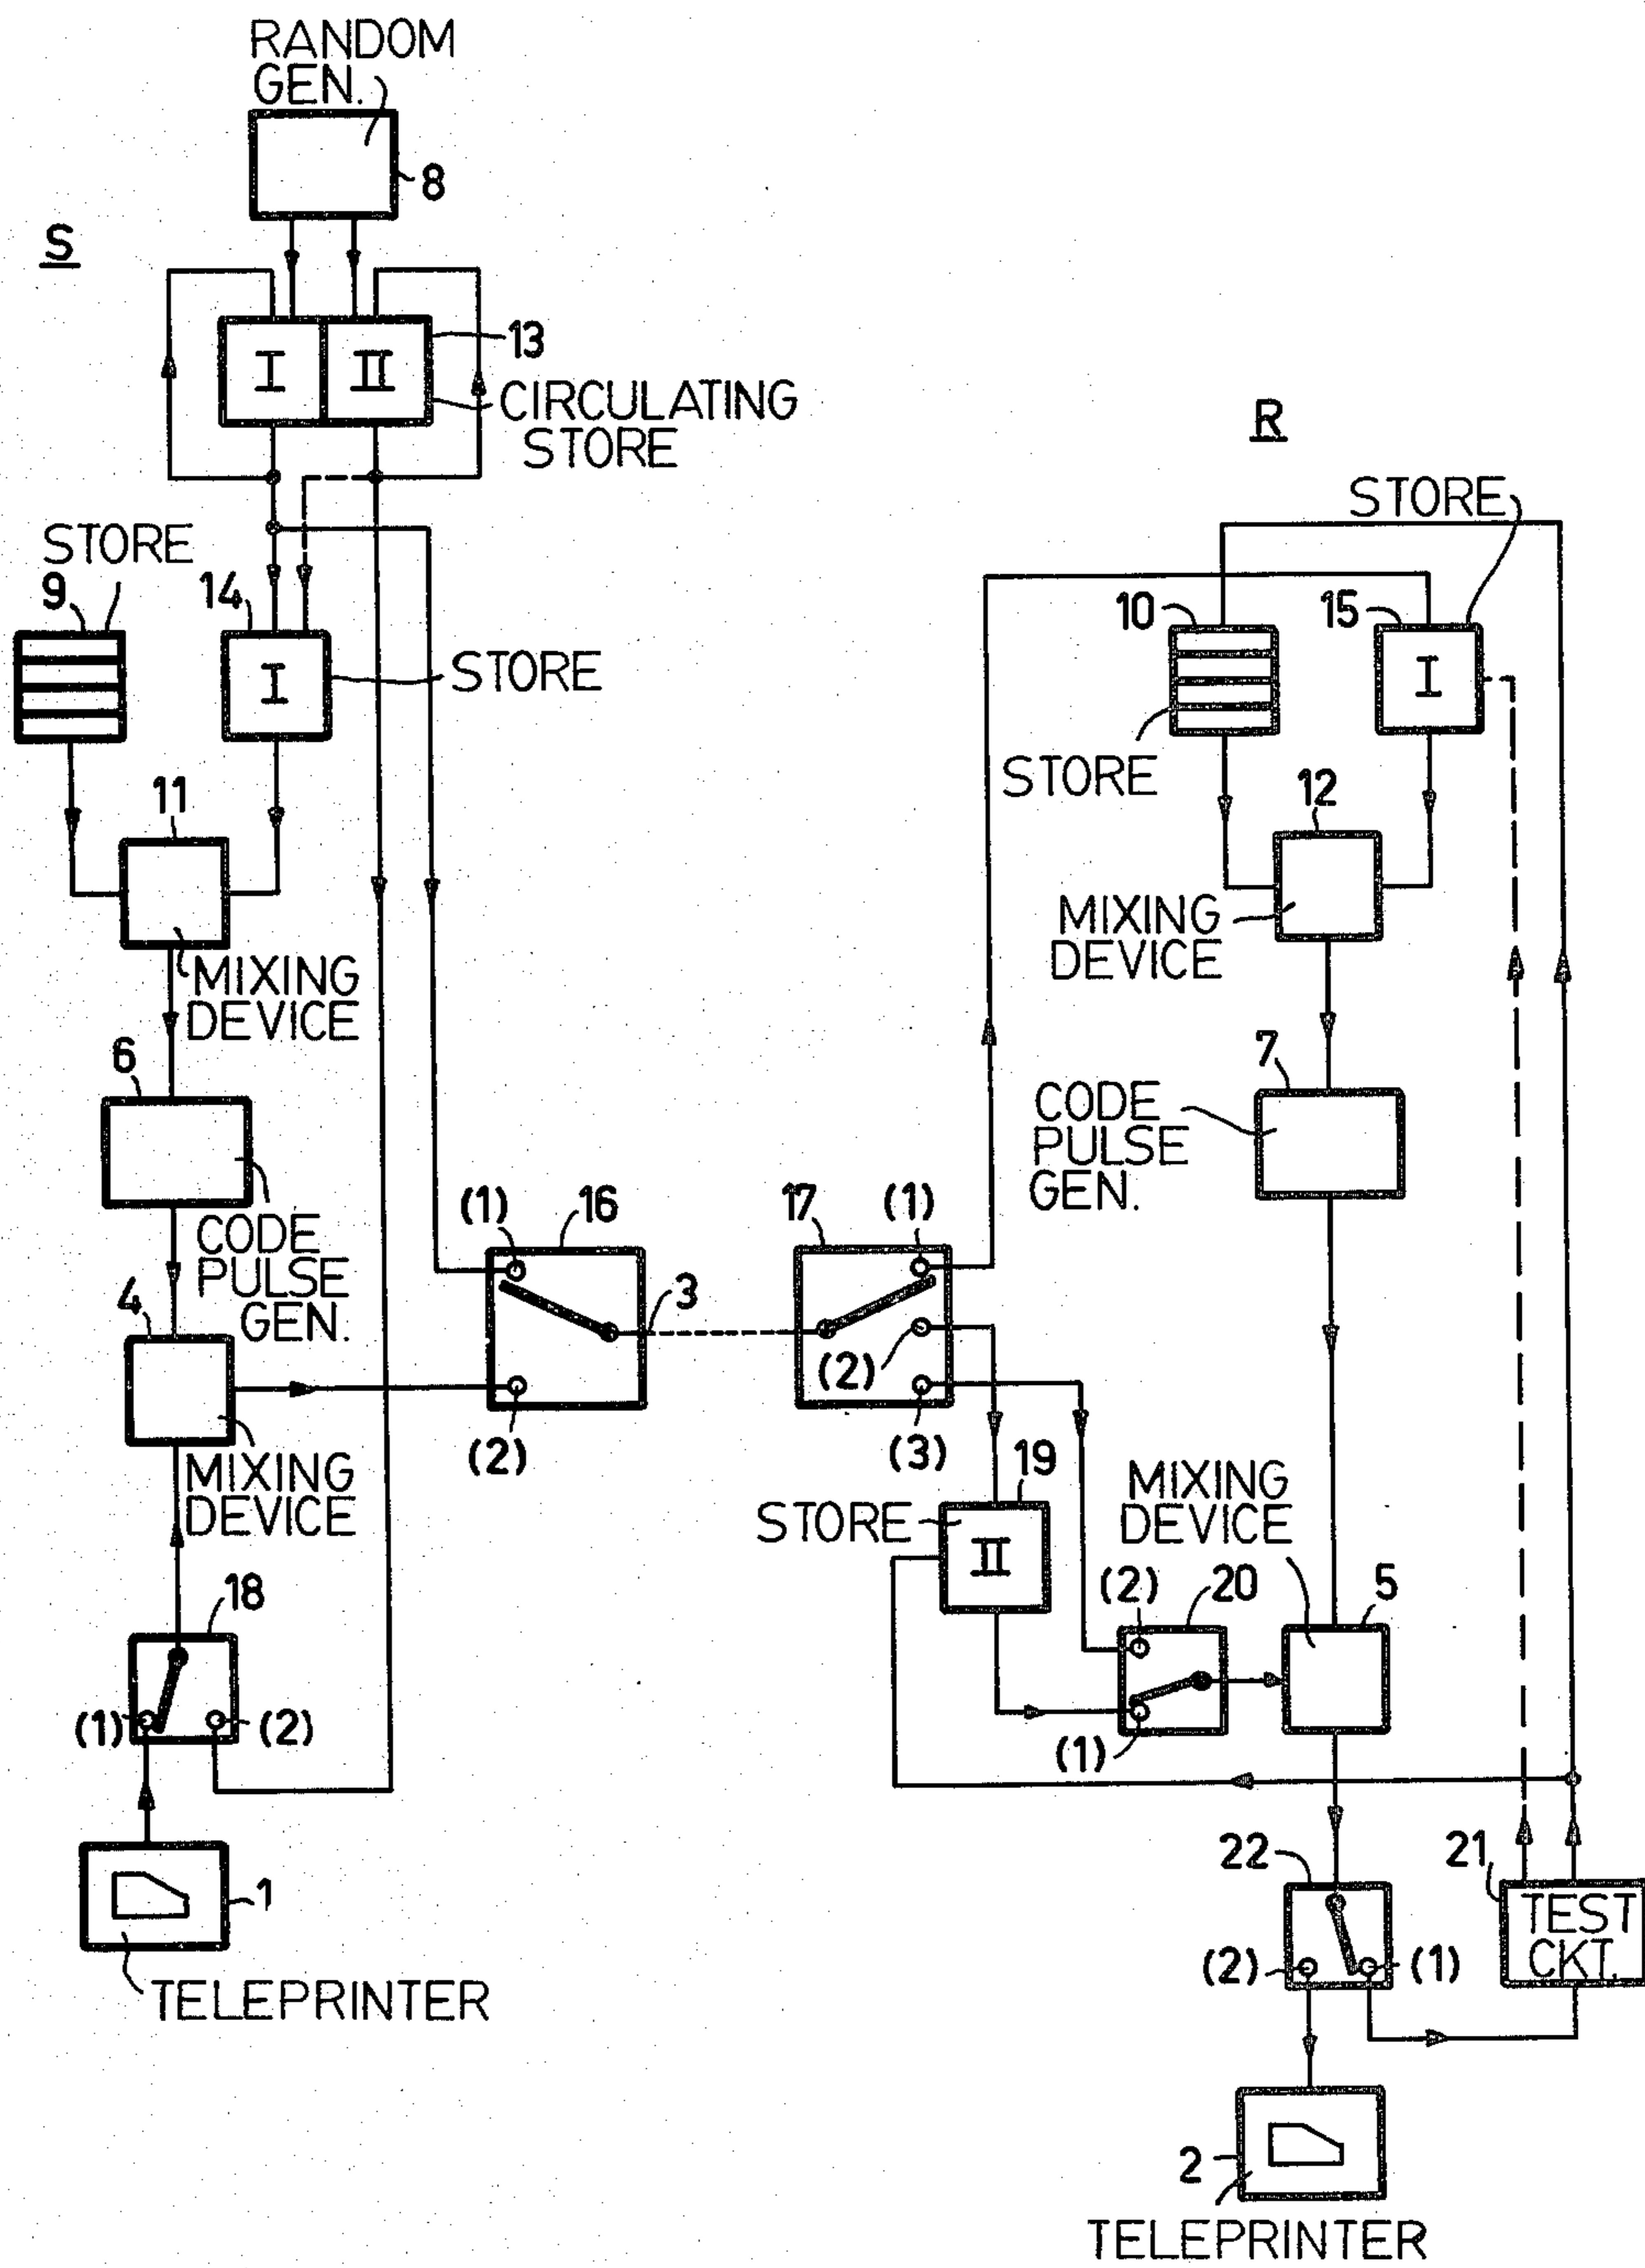 RANDOM
GEN.
8
S
I
II
13
CIRCULATING
STORE
STORE
9
14
I
STORE
11
MIXING
DEVICE
6
CODE
PULSE
GEN.
4
MIXING
DEVICE
18
(1)
(2)
1
TELEPRINTER
(1)
16
(2)
3
17
(1)
(2)
(3)
R
STORE
10
15
I
STORE
12
MIXING
DEVICE
7
CODE
PULSE
GEN.
19
STORE
II
MIXING
DEVICE
(2)
20
5
(1)
22
21
TEST
CKT.
(2)
(1)
2
TELEPRINTER